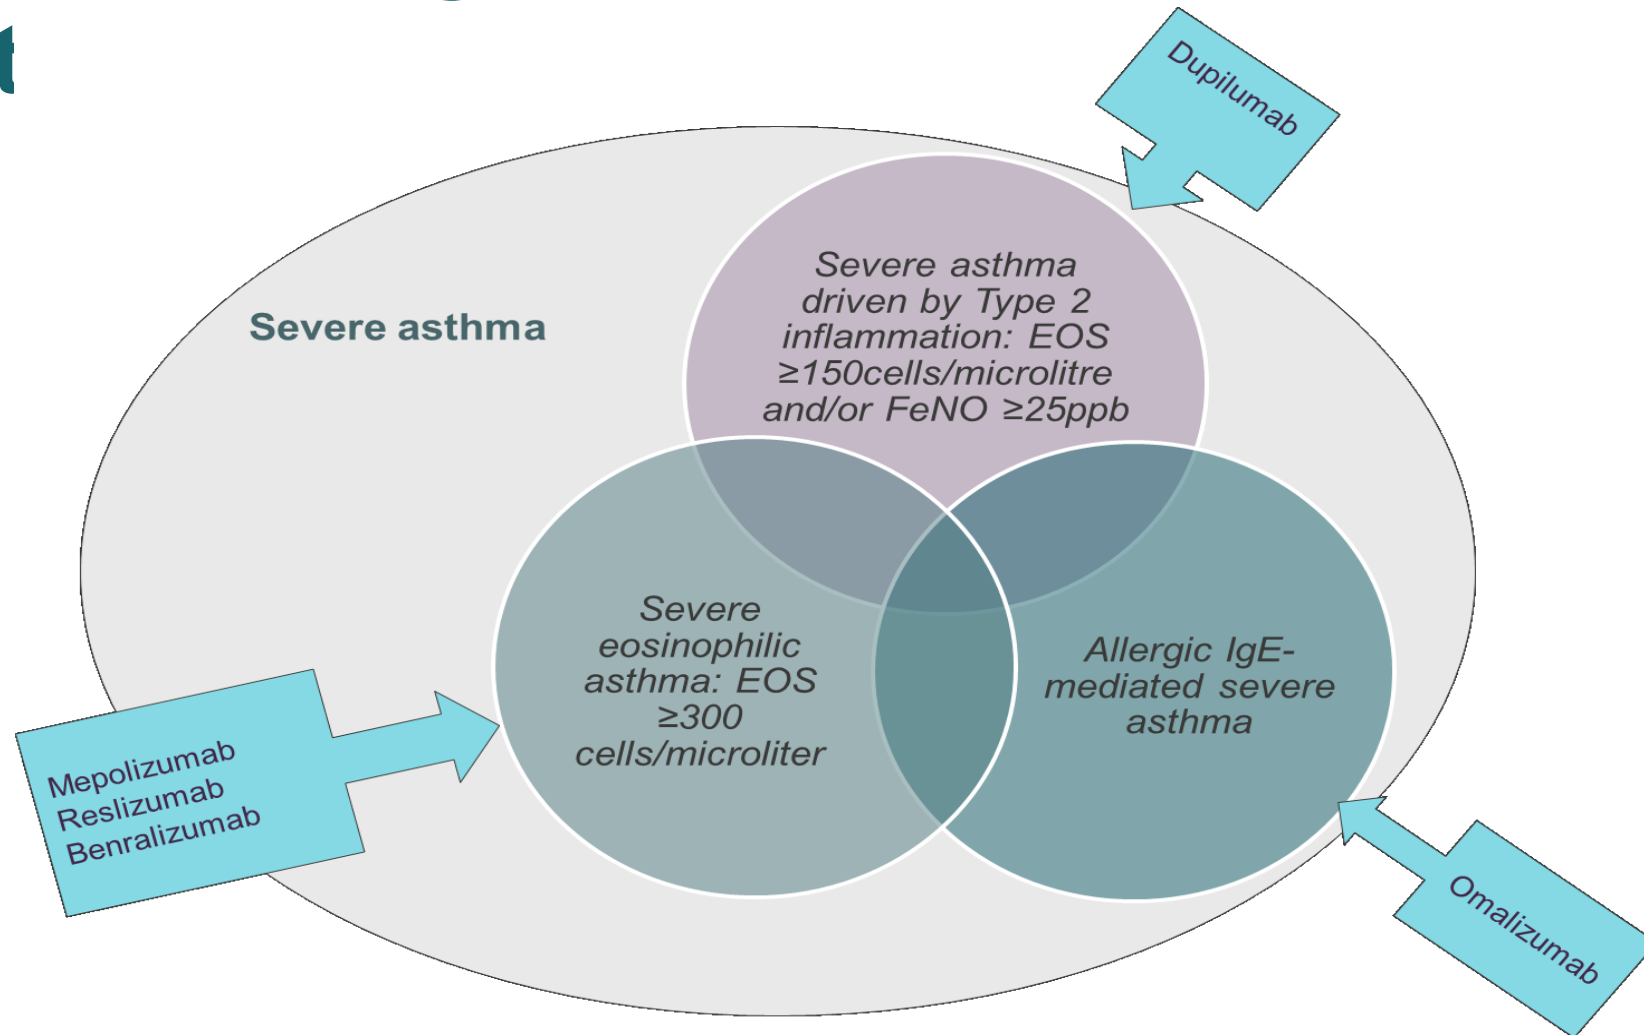 t
Dupilumab
Severe asthma
driven by Type 2
inflammation: EOS
≥150cells/microlitre
and/or FeNO ≥25ppb
Severe asthma
Severe
eosinophilic
asthma: EOS
≥300
cells/microliter
Allergic IgE-
mediated severe
asthma
Mepolizumab
Reslizumab
Benralizumab
Omalizumab